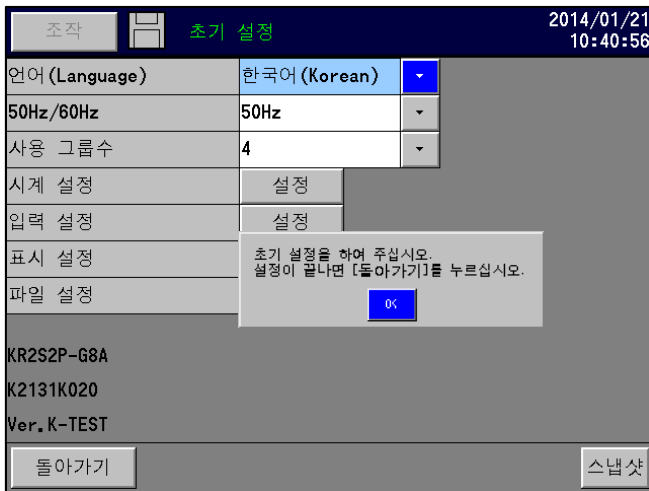 조작
초기 설정
2014/01/21
10:40:56
언어(Language)
한국어(Korean)
50Hz/60Hz
50Hz
사용 그룹수
4
시계 설정
설정
입력 설정
설정
표시 설정
파일 설정
초기 설정을 하여 주십시오.
설정이 끝나면 [돌아가기]를 누르십시오.
OK
KR2S2P-G8A
K2131K020
Ver.K-TEST
돌아가기
스냅샷